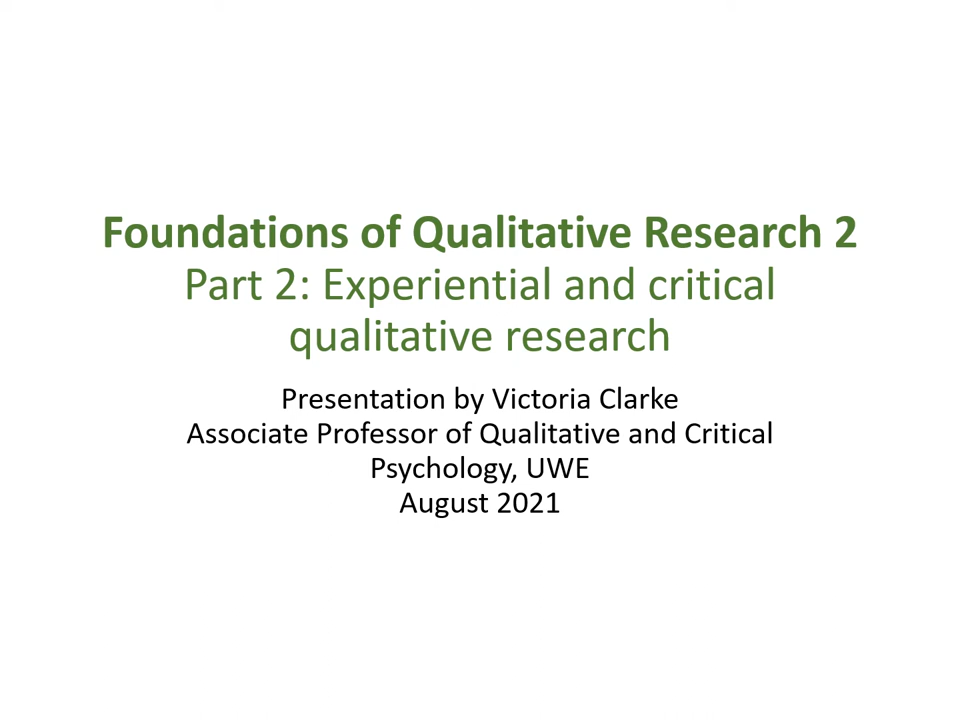 Foundations of Qualitative Research 2
Part 2: Experiential and critical
qualitative research
Presentation by Victoria Clarke
Associate Professor of Qualitative and Critical
Psychology, UWE
August 2021